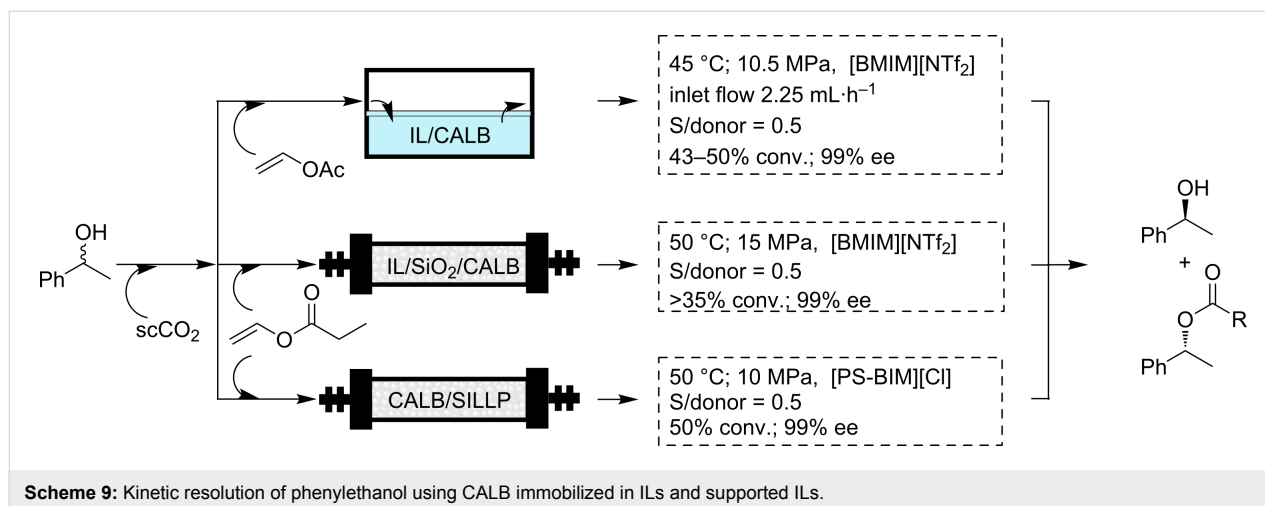 OH
Ph
scCO₂
OAc
O
O
IL/CALB
IL/SiO₂/CALB
CALB/SILLP
45 °C; 10.5 MPa, [BMIM][NTf₂]
inlet flow 2.25 mL·h⁻¹
S/donor = 0.5
43–50% conv.; 99% ee
50 °C; 15 MPa, [BMIM][NTf₂]
S/donor = 0.5
>35% conv.; 99% ee
50 °C; 10 MPa, [PS-BIM][Cl]
S/donor = 0.5
50% conv.; 99% ee
OH
Ph
+
O
O
R
Ph
Scheme 9: Kinetic resolution of phenylethanol using CALB immobilized in ILs and supported ILs.